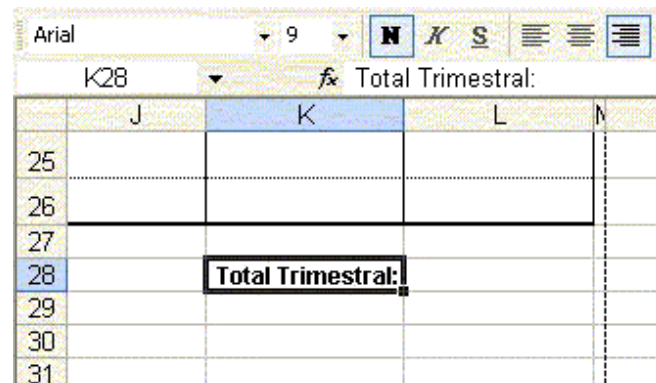 Arial 9 N K S
K28 fx Total Trimestral:
J K L M
25
26
27
28 Total Trimestral:
29
30
31